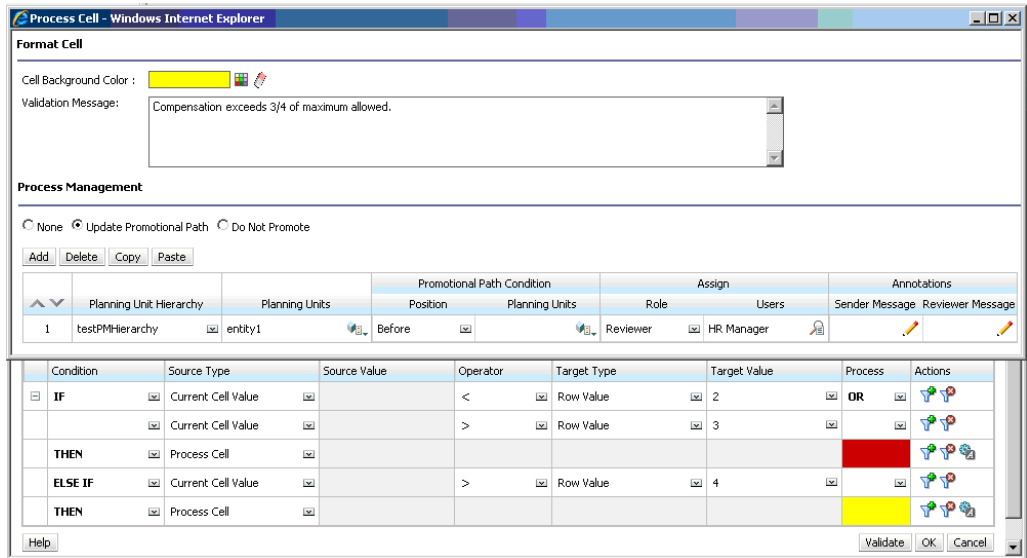 Process Cell - Windows Internet Explorer
Format Cell
Cell Background Color :
Validation Message:
Compensation exceeds 3/4 of maximum allowed.
Process Management
None Update Promotional Path Do Not Promote
Add Delete Copy Paste
Promotional Path Condition Assign Annotations
Planning Unit Hierarchy Planning Units Position Planning Units Role Users Sender Message Reviewer Message
1 testPMHierarchy entity1 Before Reviewer HR Manager
Condition Source Type Source Value Operator Target Type Target Value Process Actions
IF Current Cell Value < Row Value 2 OR
Current Cell Value > Row Value 3
THEN Process Cell
ELSE IF Current Cell Value > Row Value 4
THEN Process Cell
Help Validate OK Cancel